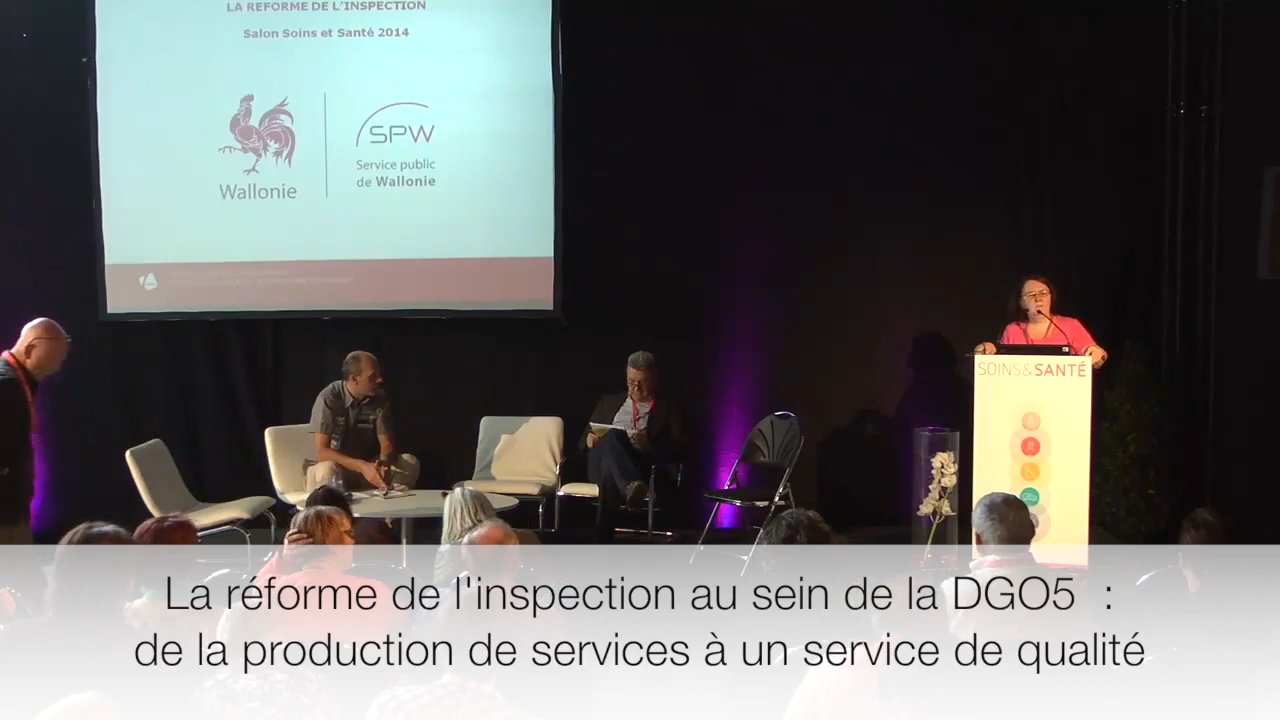 LA REFORME DE L'INSPECTION
Salon Soins et Santé 2014
Wallonie
SPW
Service public
de Wallonie
SOINS&SANTÉ
La réforme de l'inspection au sein de la DGO5 :
de la production de services à un service de qualité